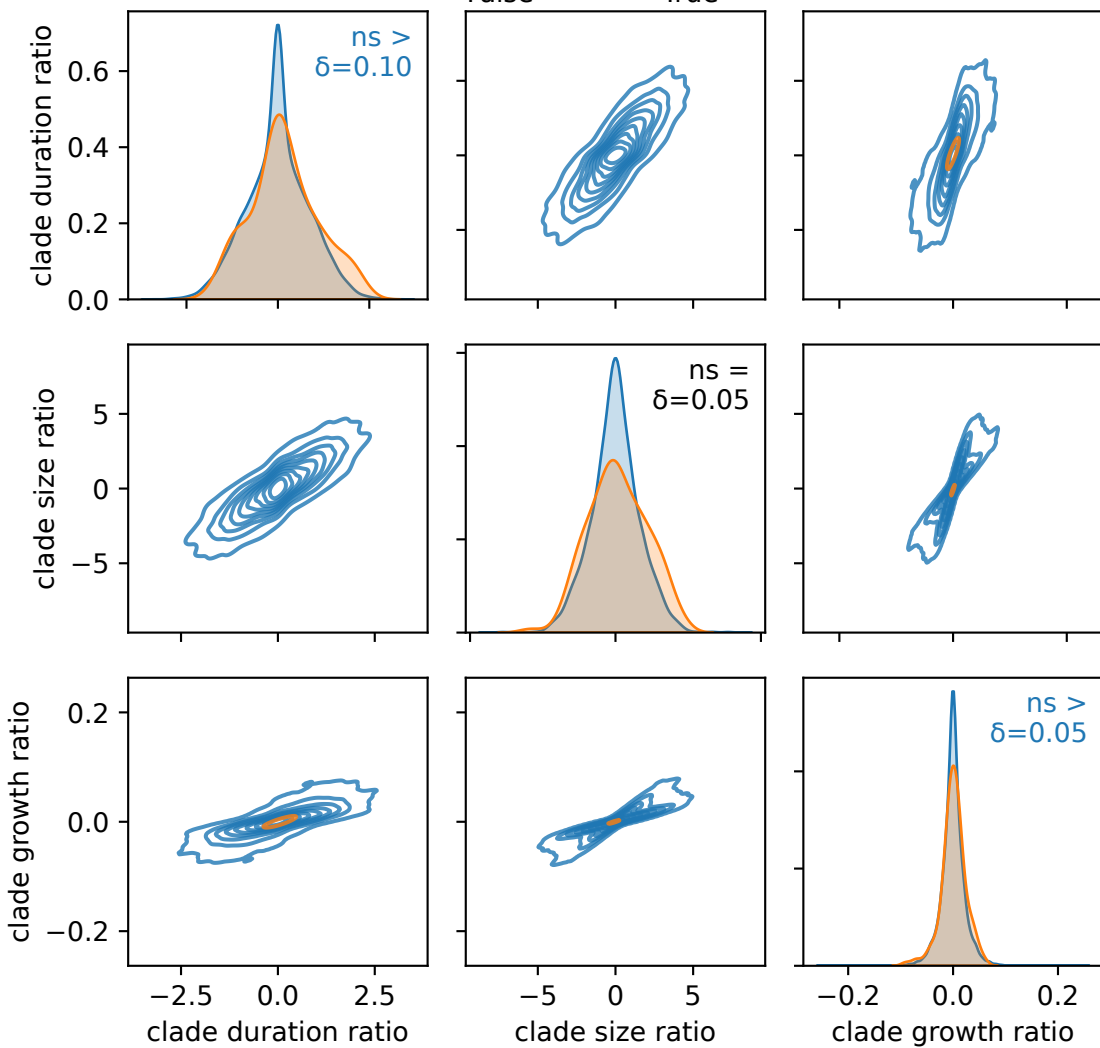 raise True
clade duration ratio
0.6
0.4
0.2
0.0
ns >
δ=0.10
clade size ratio
5
0
−5
ns =
δ=0.05
clade growth ratio
0.2
0.0
−0.2
ns >
δ=0.05
−2.5 0.0 2.5
−5 0 5
−0.2 0.0 0.2
clade duration ratio
clade size ratio
clade growth ratio